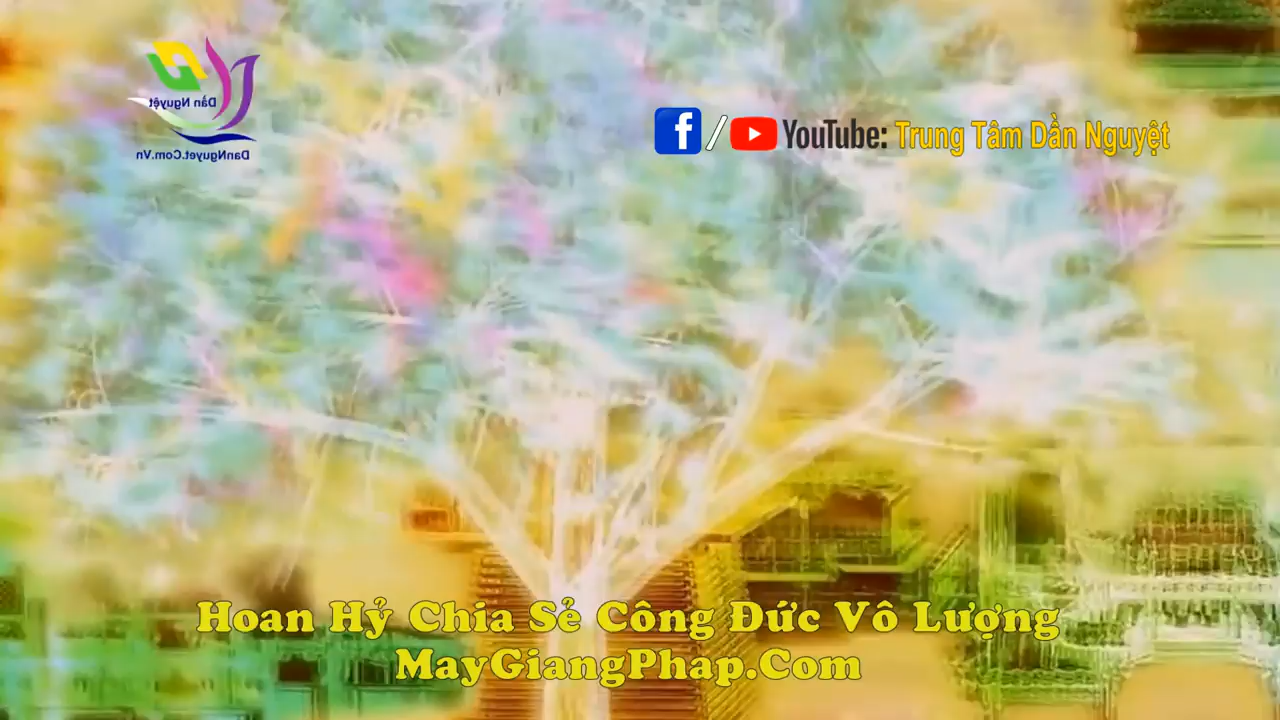 Dần Nguyệt
DanNguyet.Com.Vn
f/YouTube: Trung Tâm Dần Nguyệt
Hoan Hỷ Chia Sẻ Công Đức Vô Lượng
MayGiangPhap.Com